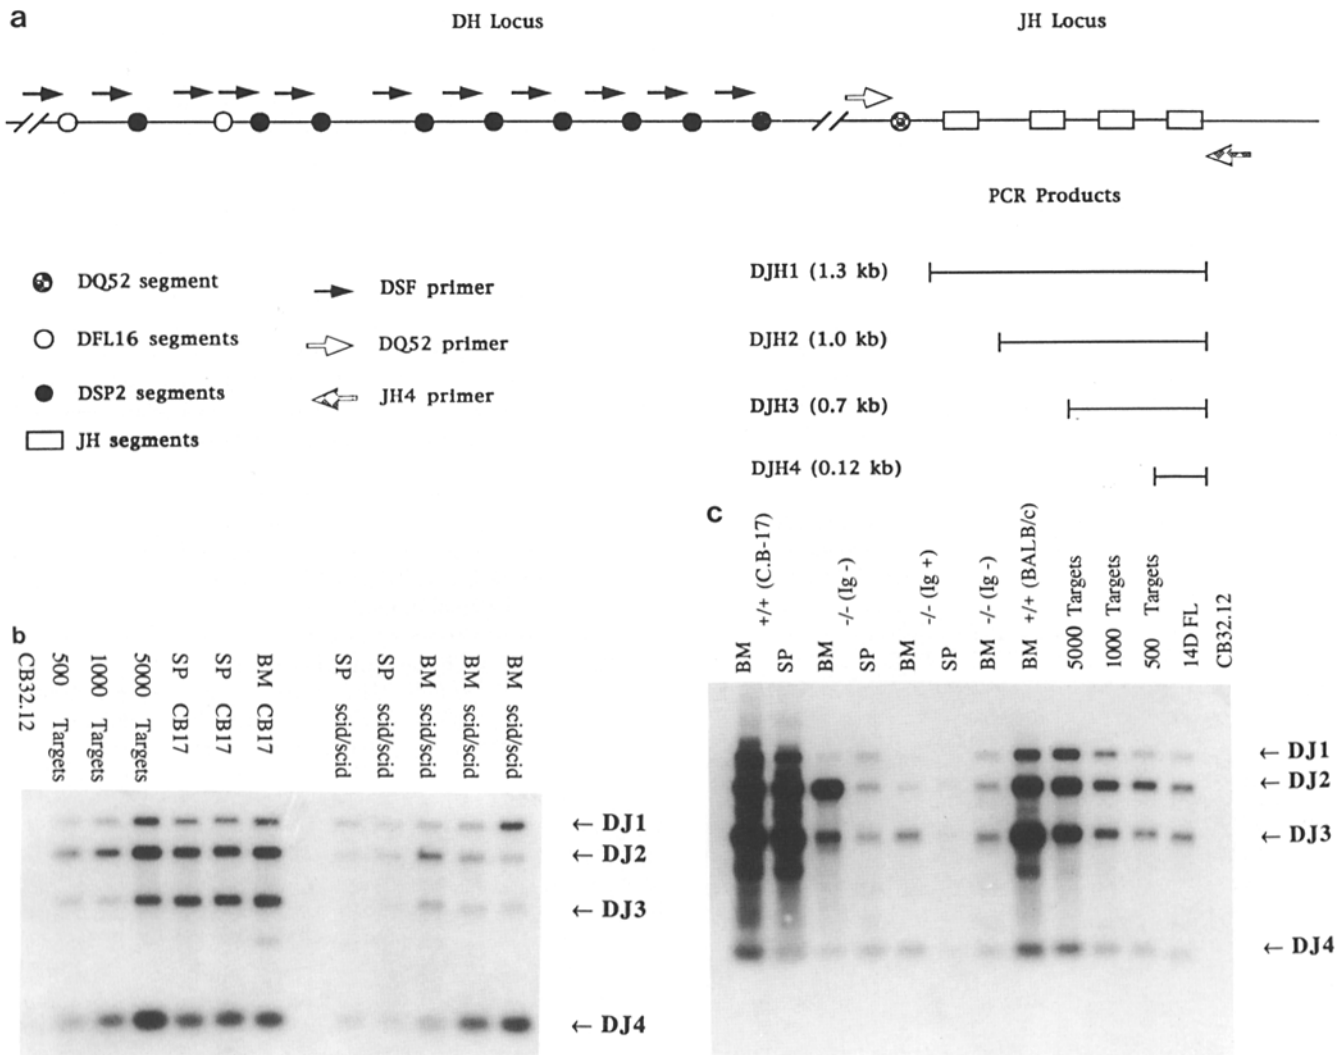 a
DH Locus
JH Locus
PCR Products
DQ52 segment
DSF primer
DFL16 segments
DQ52 primer
DSP2 segments
JH4 primer
JH segments
DJH1 (1.3 kb)
DJH2 (1.0 kb)
DJH3 (0.7 kb)
DJH4 (0.12 kb)
b
CB32.12
500 Targets
1000 Targets
5000 Targets
SP CB17
SP CB17
BM CB17
SP scid/scid
SP scid/scid
BM scid/scid
BM scid/scid
BM scid/scid
← DJ1
← DJ2
← DJ3
← DJ4
c
BM +/+ (C.B-17)
SP
BM -/- (Ig -)
SP
BM -/- (Ig +)
SP
BM -/- (Ig -)
BM +/+ (BALB/c)
5000 Targets
1000 Targets
500 Targets
14D FL
CB32.12
← DJ1
← DJ2
← DJ3
← DJ4